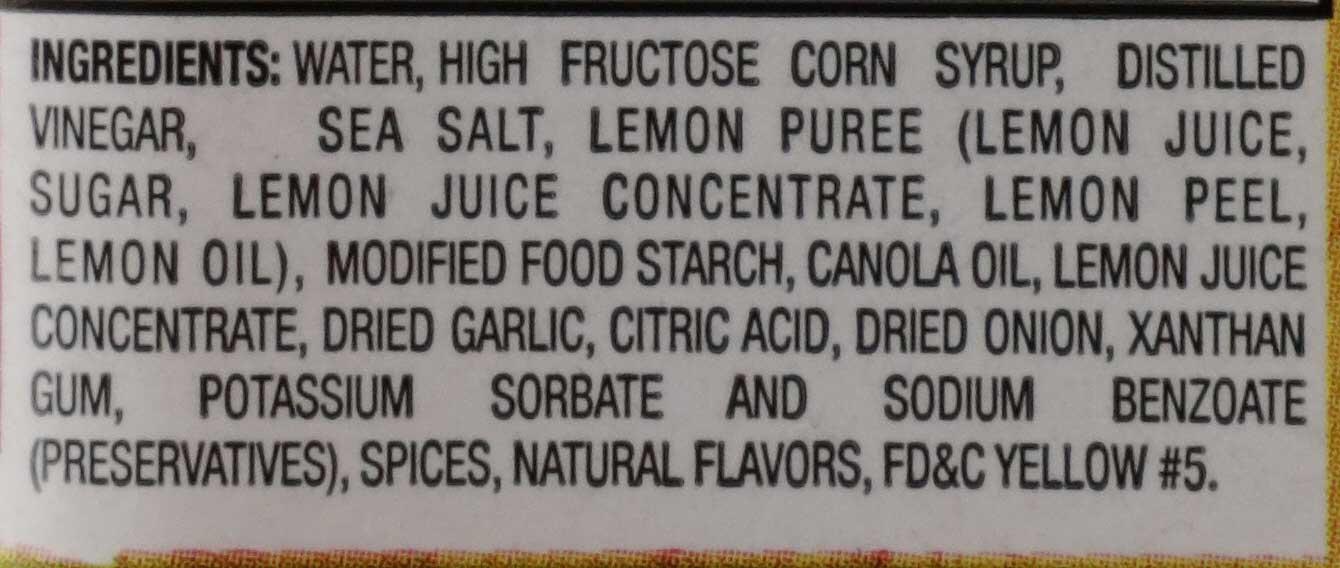 INGREDIENTS: WATER, HIGH FRUCTOSE CORN SYRUP, DISTILLED
VINEGAR, SEA SALT, LEMON PUREE (LEMON JUICE,
SUGAR, LEMON JUICE CONCENTRATE, LEMON PEEL,
LEMON OIL), MODIFIED FOOD STARCH, CANOLA OIL, LEMON JUICE
CONCENTRATE, DRIED GARLIC, CITRIC ACID, DRIED ONION, XANTHAN
GUM, POTASSIUM SORBATE AND SODIUM BENZOATE
(PRESERVATIVES), SPICES, NATURAL FLAVORS, FD&C YELLOW #5.